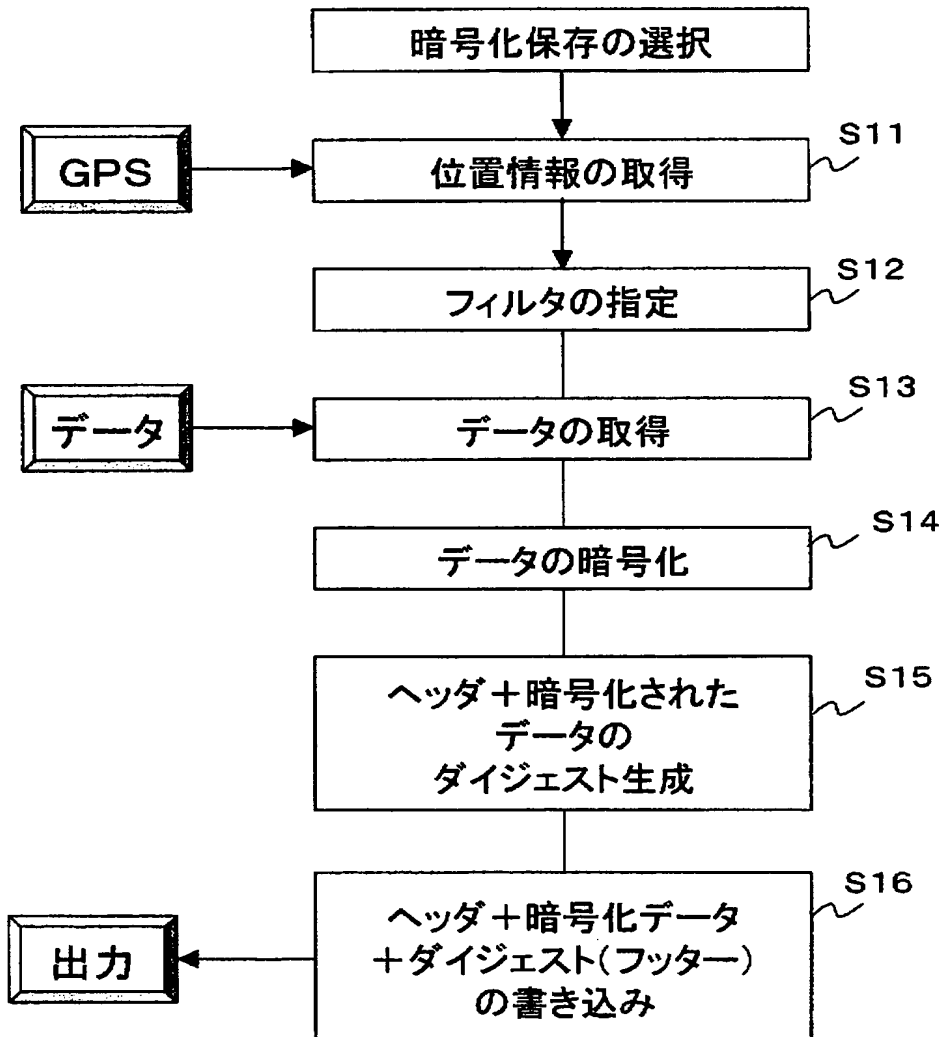 暗号化保存の選択
S11
GPS
位置情報の取得
S12
フィルタの指定
S13
データ
データの取得
S14
データの暗号化
S15
ヘッダ+暗号化された
データの
ダイジェスト生成
S16
ヘッダ+暗号化データ
+ダイジェスト(フッター)
の書き込み
出力